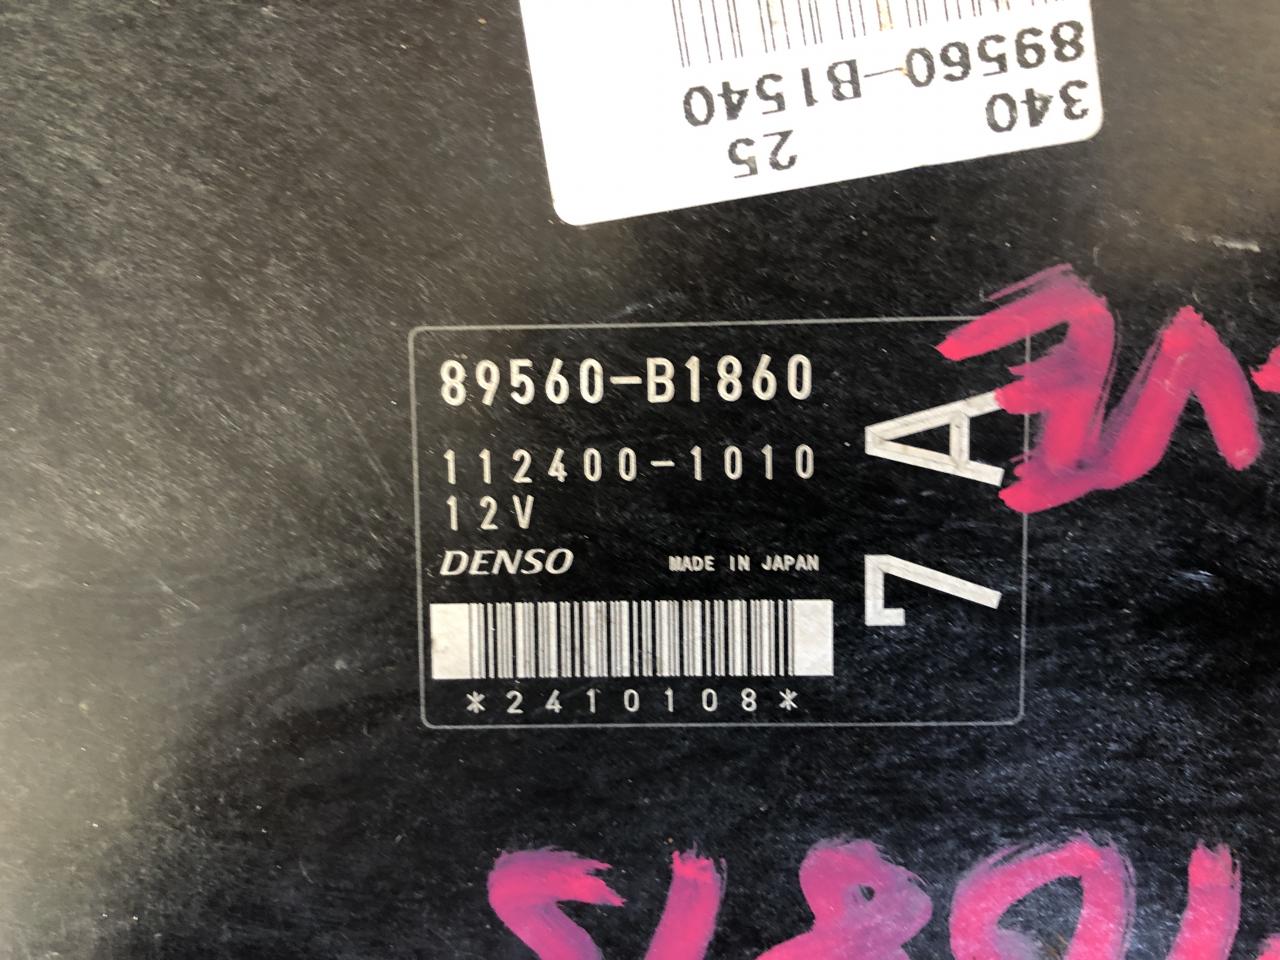 340
89560-B1540
25
89560-B1860
112400-1010
12V
DENSO MADE IN JAPAN
*2410108*
7A